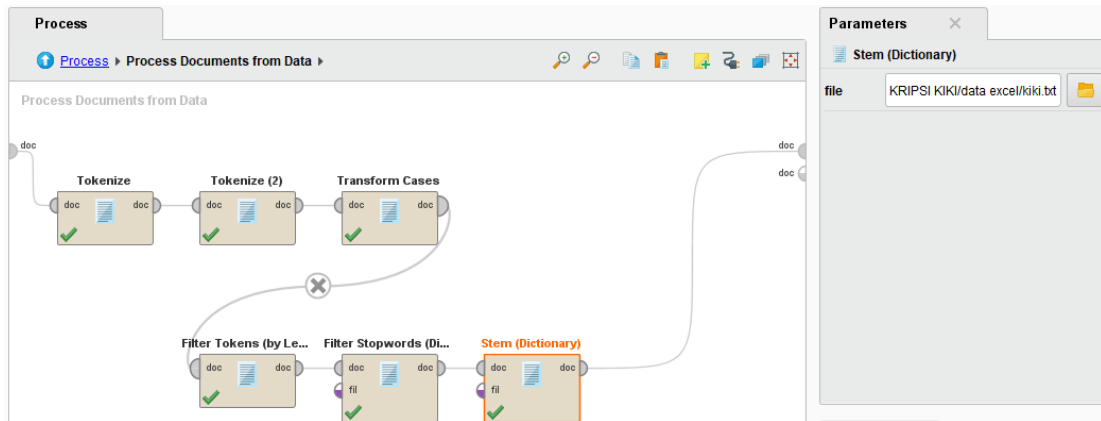 Process
Parameters
Process Process Documents from Data
Stem (Dictionary)
file KRIPSI KIKI/data excel/kiki.txt
Process Documents from Data
doc
doc
doc
Tokenize
Tokenize (2)
Transform Cases
doc doc
doc doc
doc doc
Filter Tokens (by Le...
Filter Stopwords (Di...
Stem (Dictionary)
doc doc
doc doc
doc doc
fil
fil